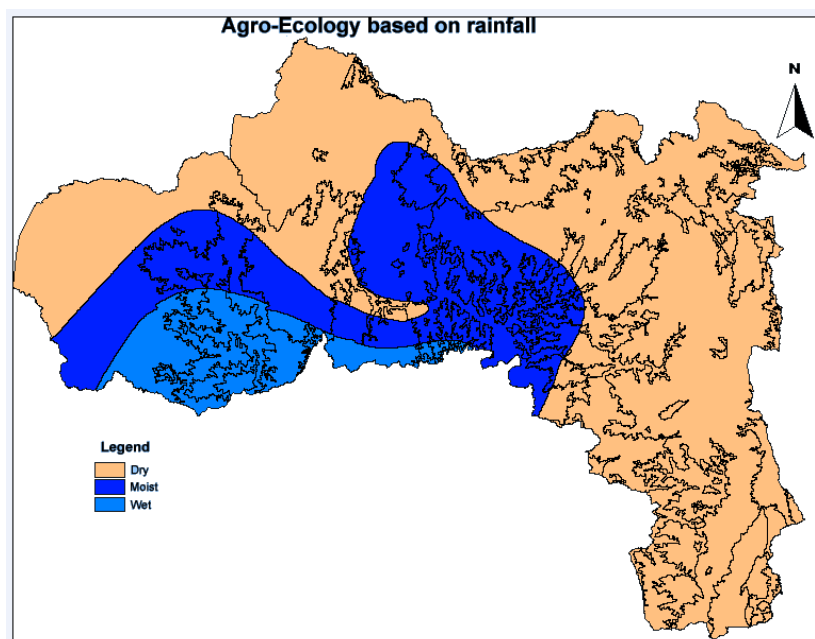 Agro-Ecology based on rainfall
N
Legend
Dry
Moist
Wet